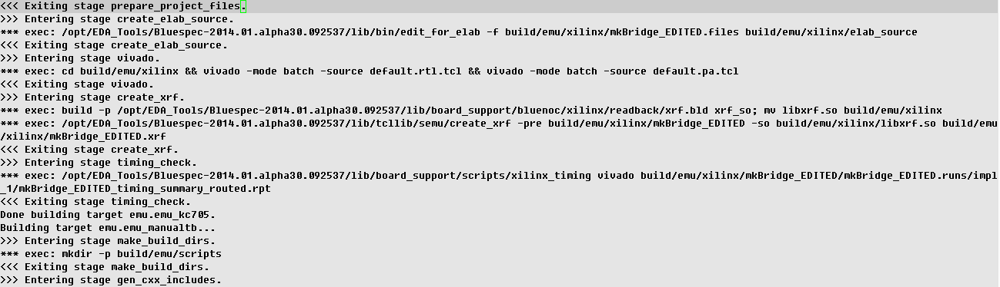 <<< Exiting stage prepare_project_files.
>>> Entering stage create_elab_source.
*** exec: /opt/EDA_Tools/Bluespec-2014.01.alpha30.092537/lib/bin/edit_for_elab -f build/emu/xilinx/mkBridge_EDITED.files build/emu/xilinx/elab_source
<<< Exiting stage create_elab_source.
>>> Entering stage vivado.
*** exec: cd build/emu/xilinx && vivado -mode batch -source default.rtl.tcl && vivado -mode batch -source default.pa.tcl
<<< Exiting stage vivado.
>>> Entering stage create_xrf.
*** exec: build -p /opt/EDA_Tools/Bluespec-2014.01.alpha30.092537/lib/board_support/bluenoc/xilinx/readback/xrf.bld xrf_so; mv libxrf.so build/emu/xilinx
*** exec: /opt/EDA_Tools/Bluespec-2014.01.alpha30.092537/lib/tcllib/semu/create_xrf -pre build/emu/xilinx/mkBridge_EDITED -so build/emu/xilinx/libxrf.so build/emu
/xilinx/mkBridge_EDITED.xrf
<<< Exiting stage create_xrf.
>>> Entering stage timing_check.
*** exec: /opt/EDA_Tools/Bluespec-2014.01.alpha30.092537/lib/board_support/scripts/xilinx_timing vivado build/emu/xilinx/mkBridge_EDITED/mkBridge_EDITED.runs/impl
_1/mkBridge_EDITED_timing_summary_routed.rpt
<<< Exiting stage timing_check.
Done building target emu.emu_kc705.
Building target emu.emu_manualtb...
>>> Entering stage make_build_dirs.
*** exec: mkdir -p build/emu/scripts
<<< Exiting stage make_build_dirs.
>>> Entering stage gen_cxx_includes.